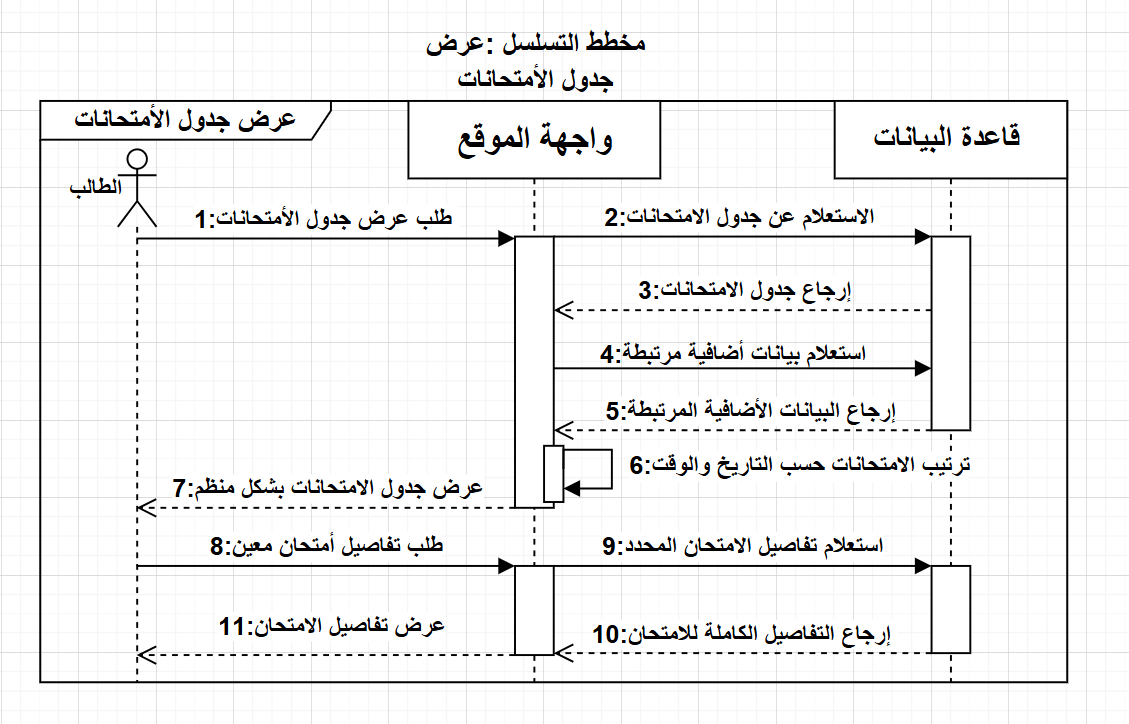 مخطط التسلسل :عرض
جدول الأمتحانات
عرض جدول الأمتحانات
واجهة الموقع
قاعدة البيانات
الطالب
1:طلب عرض جدول الأمتحانات
2:الاستعلام عن جدول الامتحانات
3:إرجاع جدول الامتحانات
4:استعلام بيانات أضافية مرتبطة
5:إرجاع البيانات الأضافية المرتبطة
6:ترتيب الامتحانات حسب التاريخ والوقت
7:عرض جدول الامتحانات بشكل منظم
8:طلب تفاصيل أمتحان معين
9:استعلام تفاصيل الامتحان المحدد
10:إرجاع التفاصيل الكاملة للامتحان
11:عرض تفاصيل الامتحان